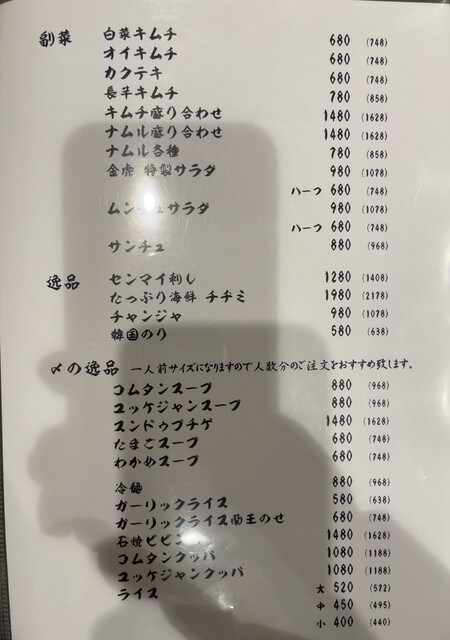 副菜
白菜キムチ 680 (748)
オイキムチ 680 (748)
カクテキ 680 (748)
長芋キムチ 780 (858)
キムチ盛り合わせ 1480 (1628)
ナムル盛り合わせ 1480 (1628)
ナムル各種 780 (858)
金虎 特製サラダ 980 (1078)
ハーフ 680 (748)
ムンチュサラダ 980 (1078)
ハーフ 680 (748)
サンチュ 880 (968)
逸品
センマイ刺し 1280 (1408)
たっぷり海鮮 チヂミ 1980 (2178)
チャンジャ 980 (1078)
韓国のり 580 (638)
〆の逸品 一人前サイズになりますので人数分のご注文をおすすめ致します。
コムタンスープ 880 (968)
ユッケジャンスープ 880 (968)
スンドゥブチゲ 1480 (1628)
たまごスープ 680 (748)
わかめスープ 680 (748)
冷麺 880 (968)
ガーリックライス 580 (638)
ガーリックライス蘭王のせ 680 (748)
石焼ビビン 1480 (1628)
コムタンクッパ 1080 (1188)
ユッケジャンクッパ 1080 (1188)
ライス 大 520 (572)
中 450 (495)
小 400 (440)